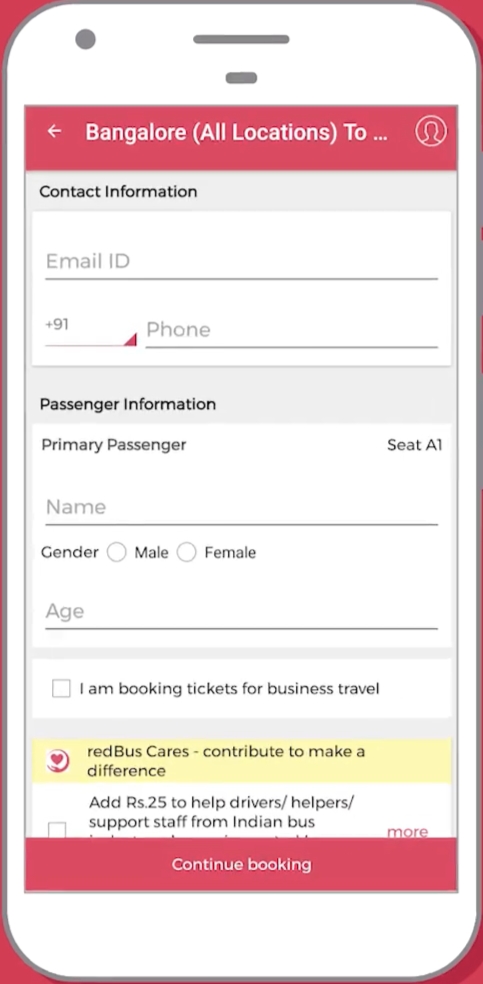 Bangalore (All Locations) To ...
Contact Information
Email ID
+91 Phone
Passenger Information
Primary Passenger Seat A1
Name
Gender Male Female
Age
I am booking tickets for business travel
redBus Cares - contribute to make a
difference
Add Rs.25 to help drivers/ helpers/
support staff from Indian bus
more
Continue booking